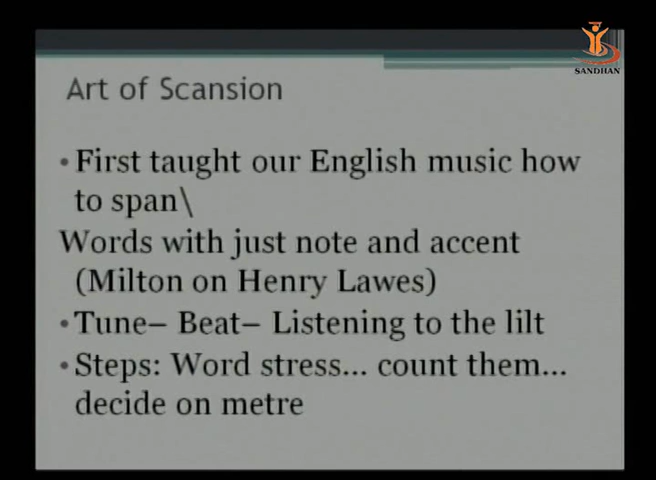 SANDHAN
Art of Scansion
• First taught our English music how
to span\
Words with just note and accent
(Milton on Henry Lawes)
• Tune– Beat– Listening to the lilt
• Steps: Word stress... count them...
decide on metre